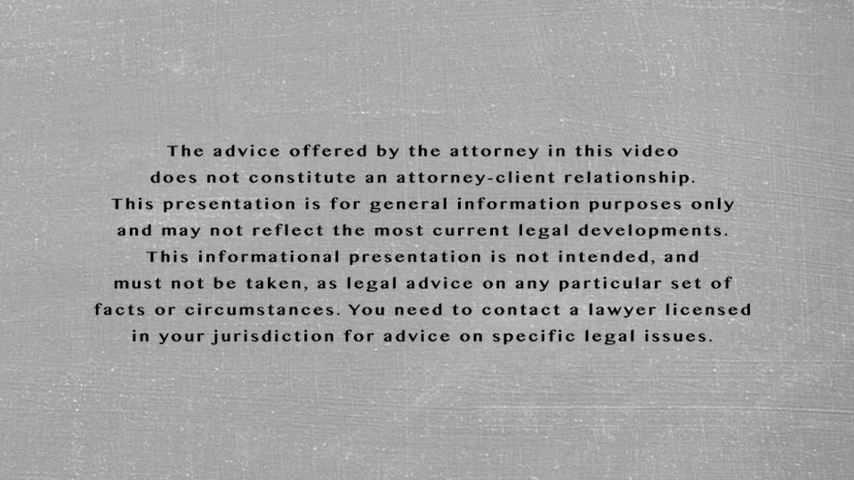 The advice offered by the attorney in this video
does not constitute an attorney-client relationship.
This presentation is for general information purposes only
and may not reflect the most current legal developments.
This informational presentation is not intended, and
must not be taken, as legal advice on any particular set of
facts or circumstances. You need to contact a lawyer licensed
in your jurisdiction for advice on specific legal issues.